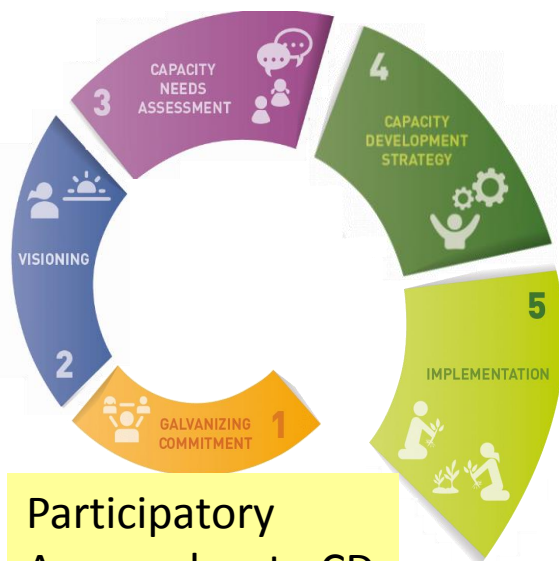 1
GALVANIZING
COMMITMENT
2
VISIONING
3
CAPACITY
NEEDS
ASSESSMENT
4
CAPACITY
DEVELOPMENT
STRATEGY
5
IMPLEMENTATION
Participatory